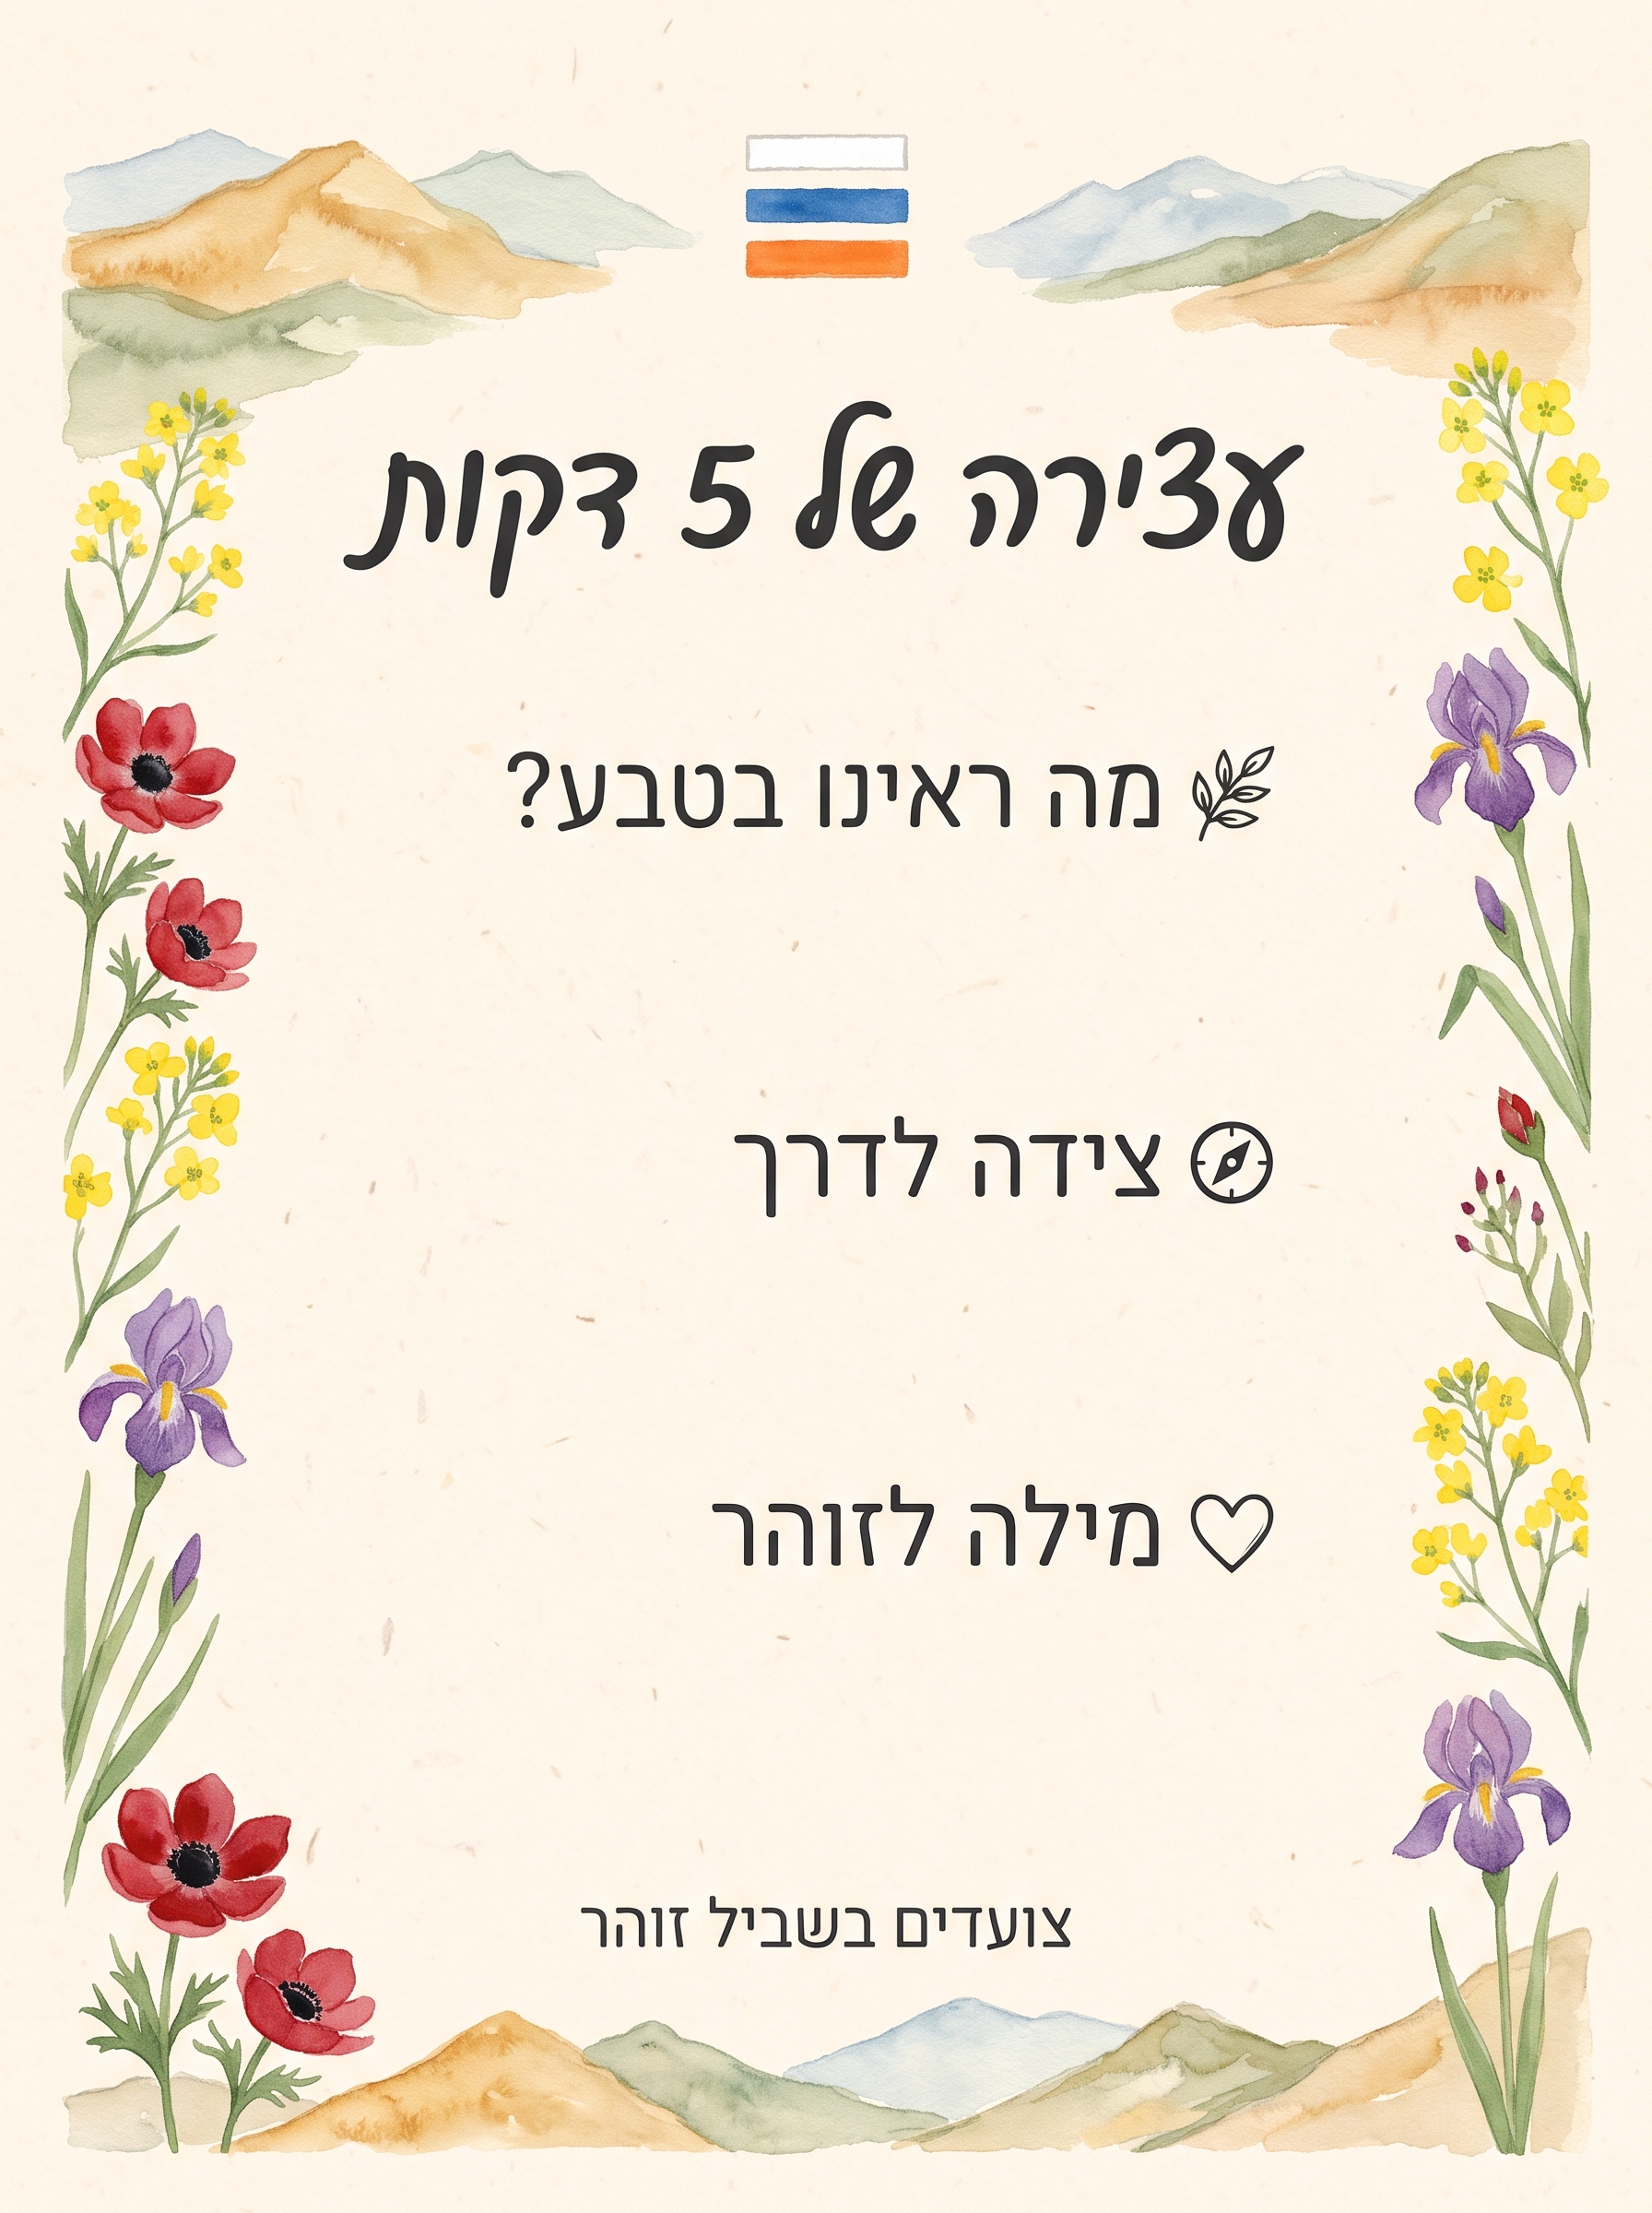 עצירה של 5 דקות
מה ראינו בטבע?
צידה לדרך
מילה לזוהר
צועדים בשביל זוהר